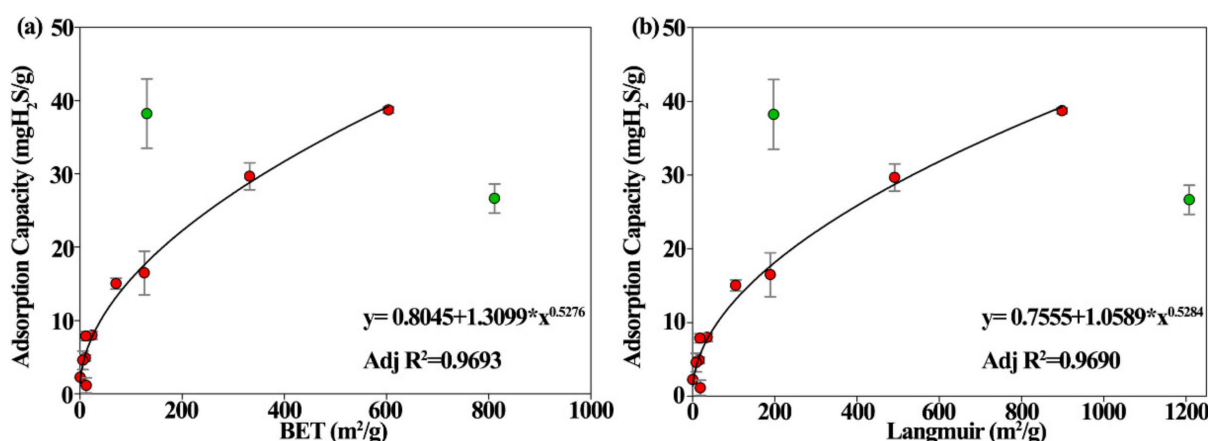 (a)
50
40
30
20
10
0
Adsorption Capacity (mgH₂S/g)
0 200 400 600 800 1000
BET (m²/g)
y= 0.8045+1.3099*x^0.5276
Adj R²=0.9693
(b)
50
40
30
20
10
0
Adsorption Capacity (mgH₂S/g)
0 200 400 600 800 1000 1200
Langmuir (m²/g)
y= 0.7555+1.0589*x^0.5284
Adj R²=0.9690